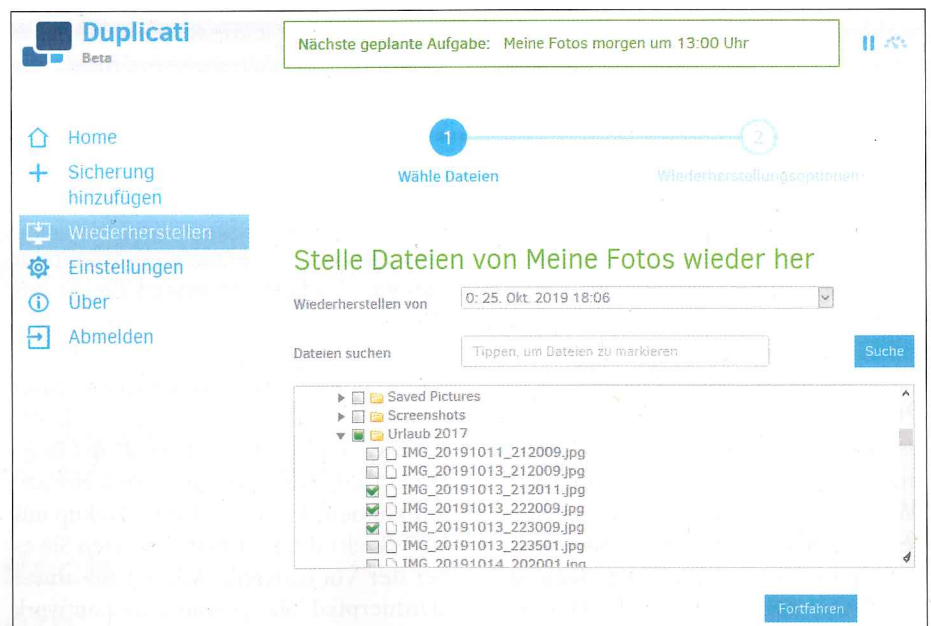 Duplicati
Beta
Nächste geplante Aufgabe: Meine Fotos morgen um 13:00 Uhr
Home
Sicherung
hinzufügen
Wiederherstellen
Einstellungen
Über
Abmelden
1
2
Wähle Dateien
Wiederherstellungsoptionen
Stelle Dateien von Meine Fotos wieder her
Wiederherstellen von
0: 25. Okt. 2019 18:06
Dateien suchen
Tippen, um Dateien zu markieren
Suche
Saved Pictures
Screenshots
Urlaub 2017
IMG_20191011_212009.jpg
IMG_20191013_212009.jpg
IMG_20191013_212011.jpg
IMG_20191013_222009.jpg
IMG_20191013_223009.jpg
IMG_20191013_223501.jpg
IMG_20191014_202001.jpg
Fortfahren